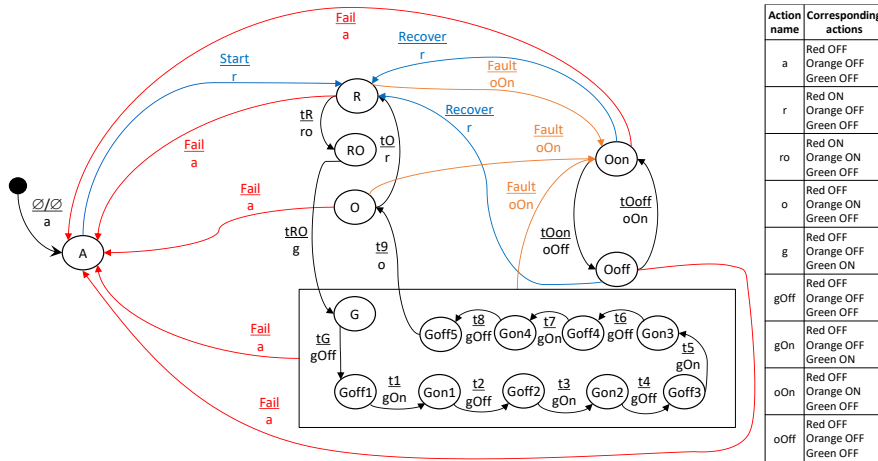 Fail
a
Recover
r
Start
r
Fault
oOn
R
tR
ro
tO
r
Recover
r
Fail
a
RO
Fault
oOn
Oon
Fault
oOn
Fail
a
O
∅/∅
a
A
tRO
g
t9
o
tOon
oOff
tOoff
oOn
Ooff
G
Fail
a
tG
gOff
Goff5
t8
gOff
Gon4
t7
gOn
Goff4
t6
gOff
Gon3
t5
gOn
Goff1
t1
gOn
Gon1
t2
gOff
Goff2
t3
gOn
Gon2
t4
gOff
Goff3
Fail
a
Action name
Corresponding actions
a
Red OFF
Orange OFF
Green OFF
r
Red ON
Orange OFF
Green OFF
ro
Red ON
Orange ON
Green OFF
o
Red OFF
Orange ON
Green OFF
g
Red OFF
Orange OFF
Green ON
gOff
Red OFF
Orange OFF
Green OFF
gOn
Red OFF
Orange OFF
Green ON
oOn
Red OFF
Orange ON
Green OFF
oOff
Red OFF
Orange OFF
Green OFF